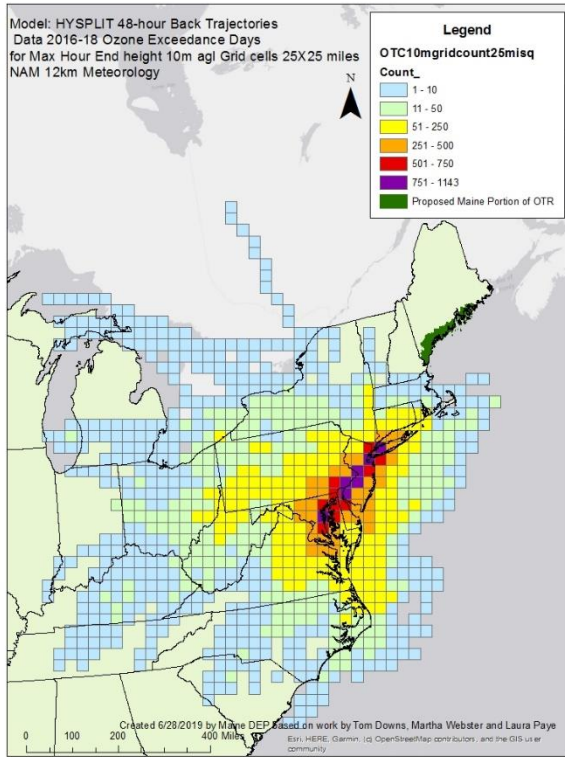 Model: HYSPLIT 48-hour Back Trajectories
Data 2016-18 Ozone Exceedance Days
for Max Hour End height 10m agl Grid cells 25X25 miles
NAM 12km Meteorology
N
Legend
OTC10mgridcount25misq
Count_
1 - 10
11 - 50
51 - 250
251 - 500
501 - 750
751 - 1143
Proposed Maine Portion of OTR
Created 6/28/2019 by Maine DEP based on work by Tom Downs, Martha Webster and Laura Paye
0 100 200 400 Miles
Esri, HERE, Garmin, (c) OpenStreetMap contributors, and the GIS user
community